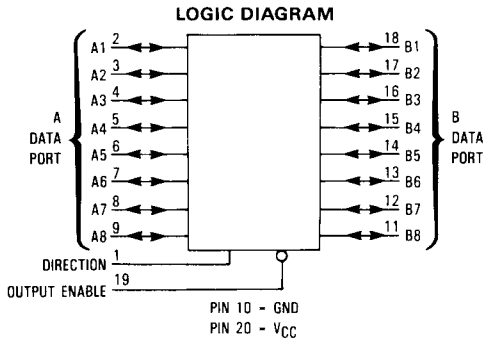 LOGIC DIAGRAM
A1 2 18 B1
A2 3 17 B2
A3 4 16 B3
A4 5 15 B4
A5 6 14 B5
A6 7 13 B6
A7 8 12 B7
A8 9 11 B8
A
DATA
PORT
B
DATA
PORT
DIRECTION 1
OUTPUT ENABLE 19
PIN 10 - GND
PIN 20 - VCC